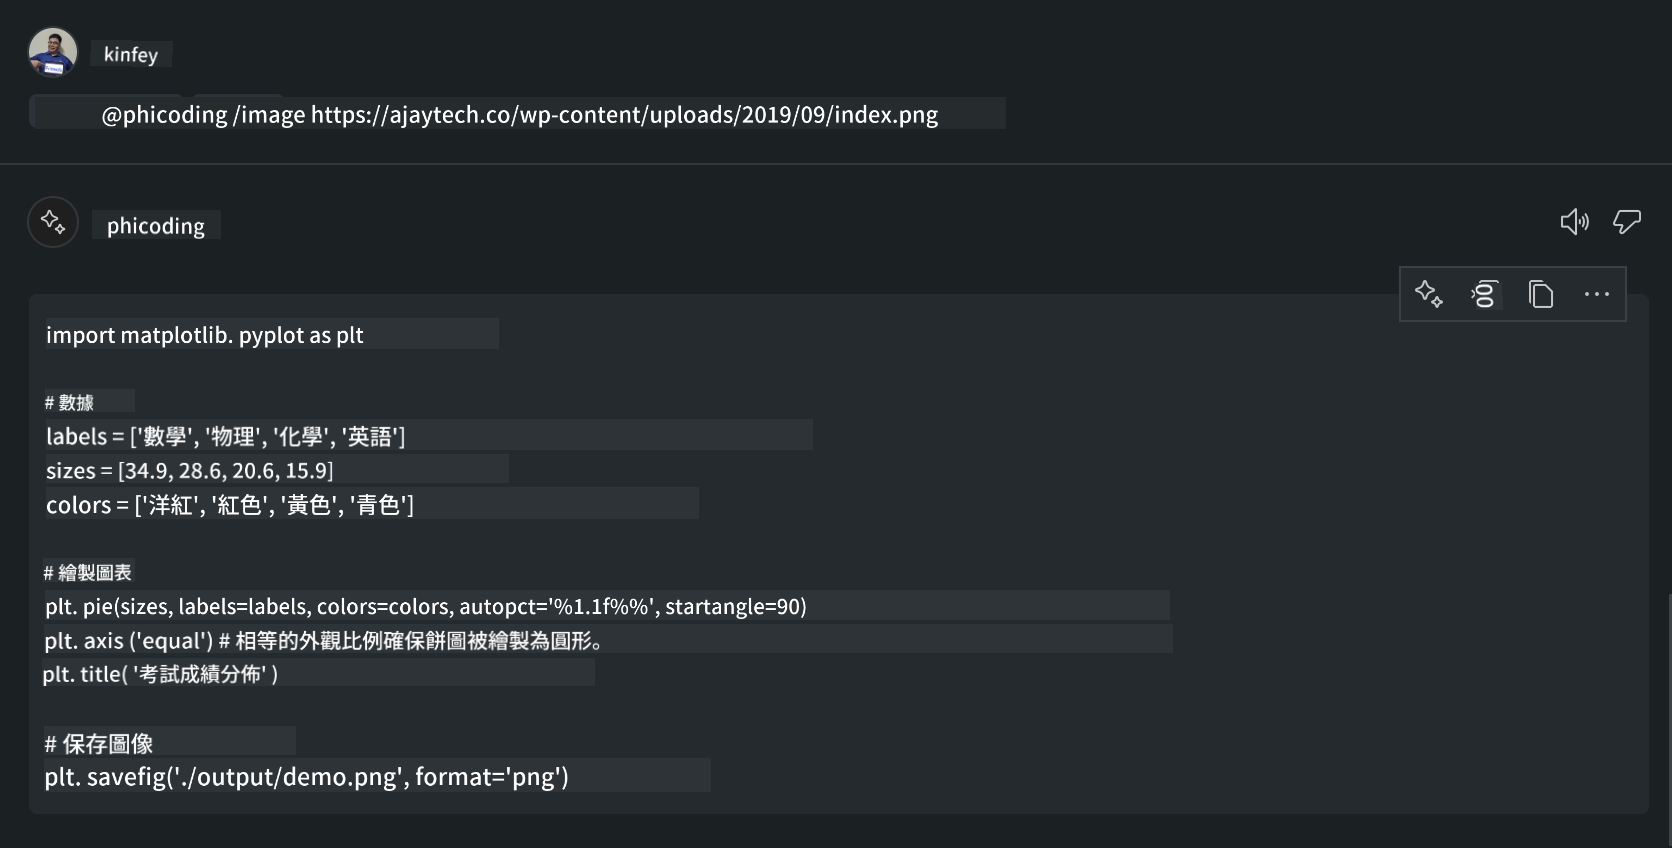 kinfey
@phicoding /image https://ajaytech.co/wp-content/uploads/2019/09/index.png
phicoding
import matplotlib. pyplot as plt
# 數據
labels = ['數學', '物理', '化學', '英語']
sizes = [34.9, 28.6, 20.6, 15.9]
colors = ['洋紅', '紅色', '黃色', '青色']
# 繪製圖表
plt. pie(sizes, labels=labels, colors=colors, autopct='%1.1f%%', startangle=90)
plt. axis ('equal') # 相等的外觀比例確保餅圖被繪製為圓形。
plt. title( '考試成績分佈' )
# 保存圖像
plt. savefig('./output/demo.png', format='png')